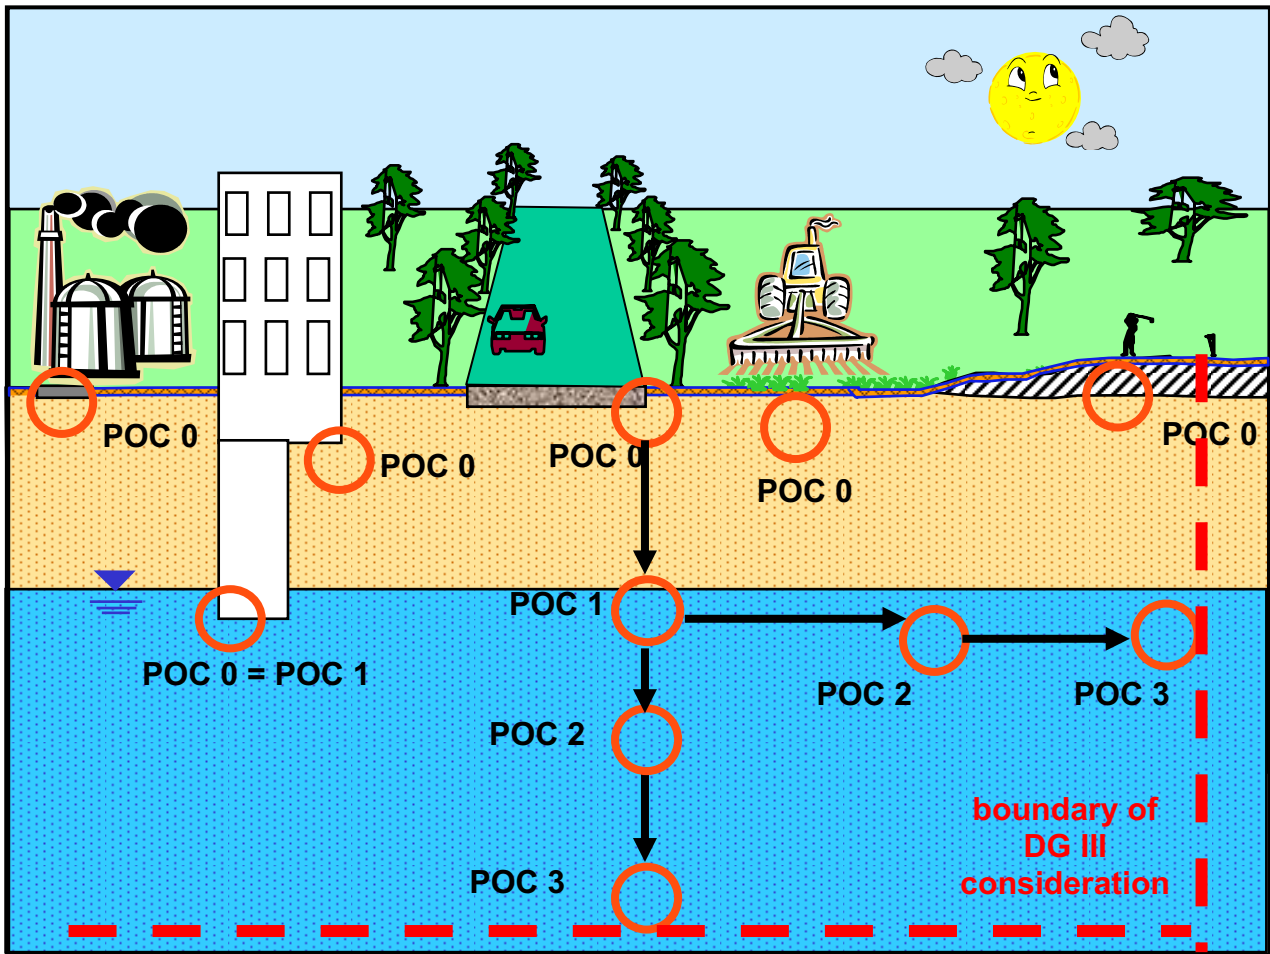 POC 0
POC 0
POC 0
POC 0
POC 0
POC 1
POC 0 = POC 1
POC 2
POC 3
POC 2
POC 3
boundary of
DG III
consideration